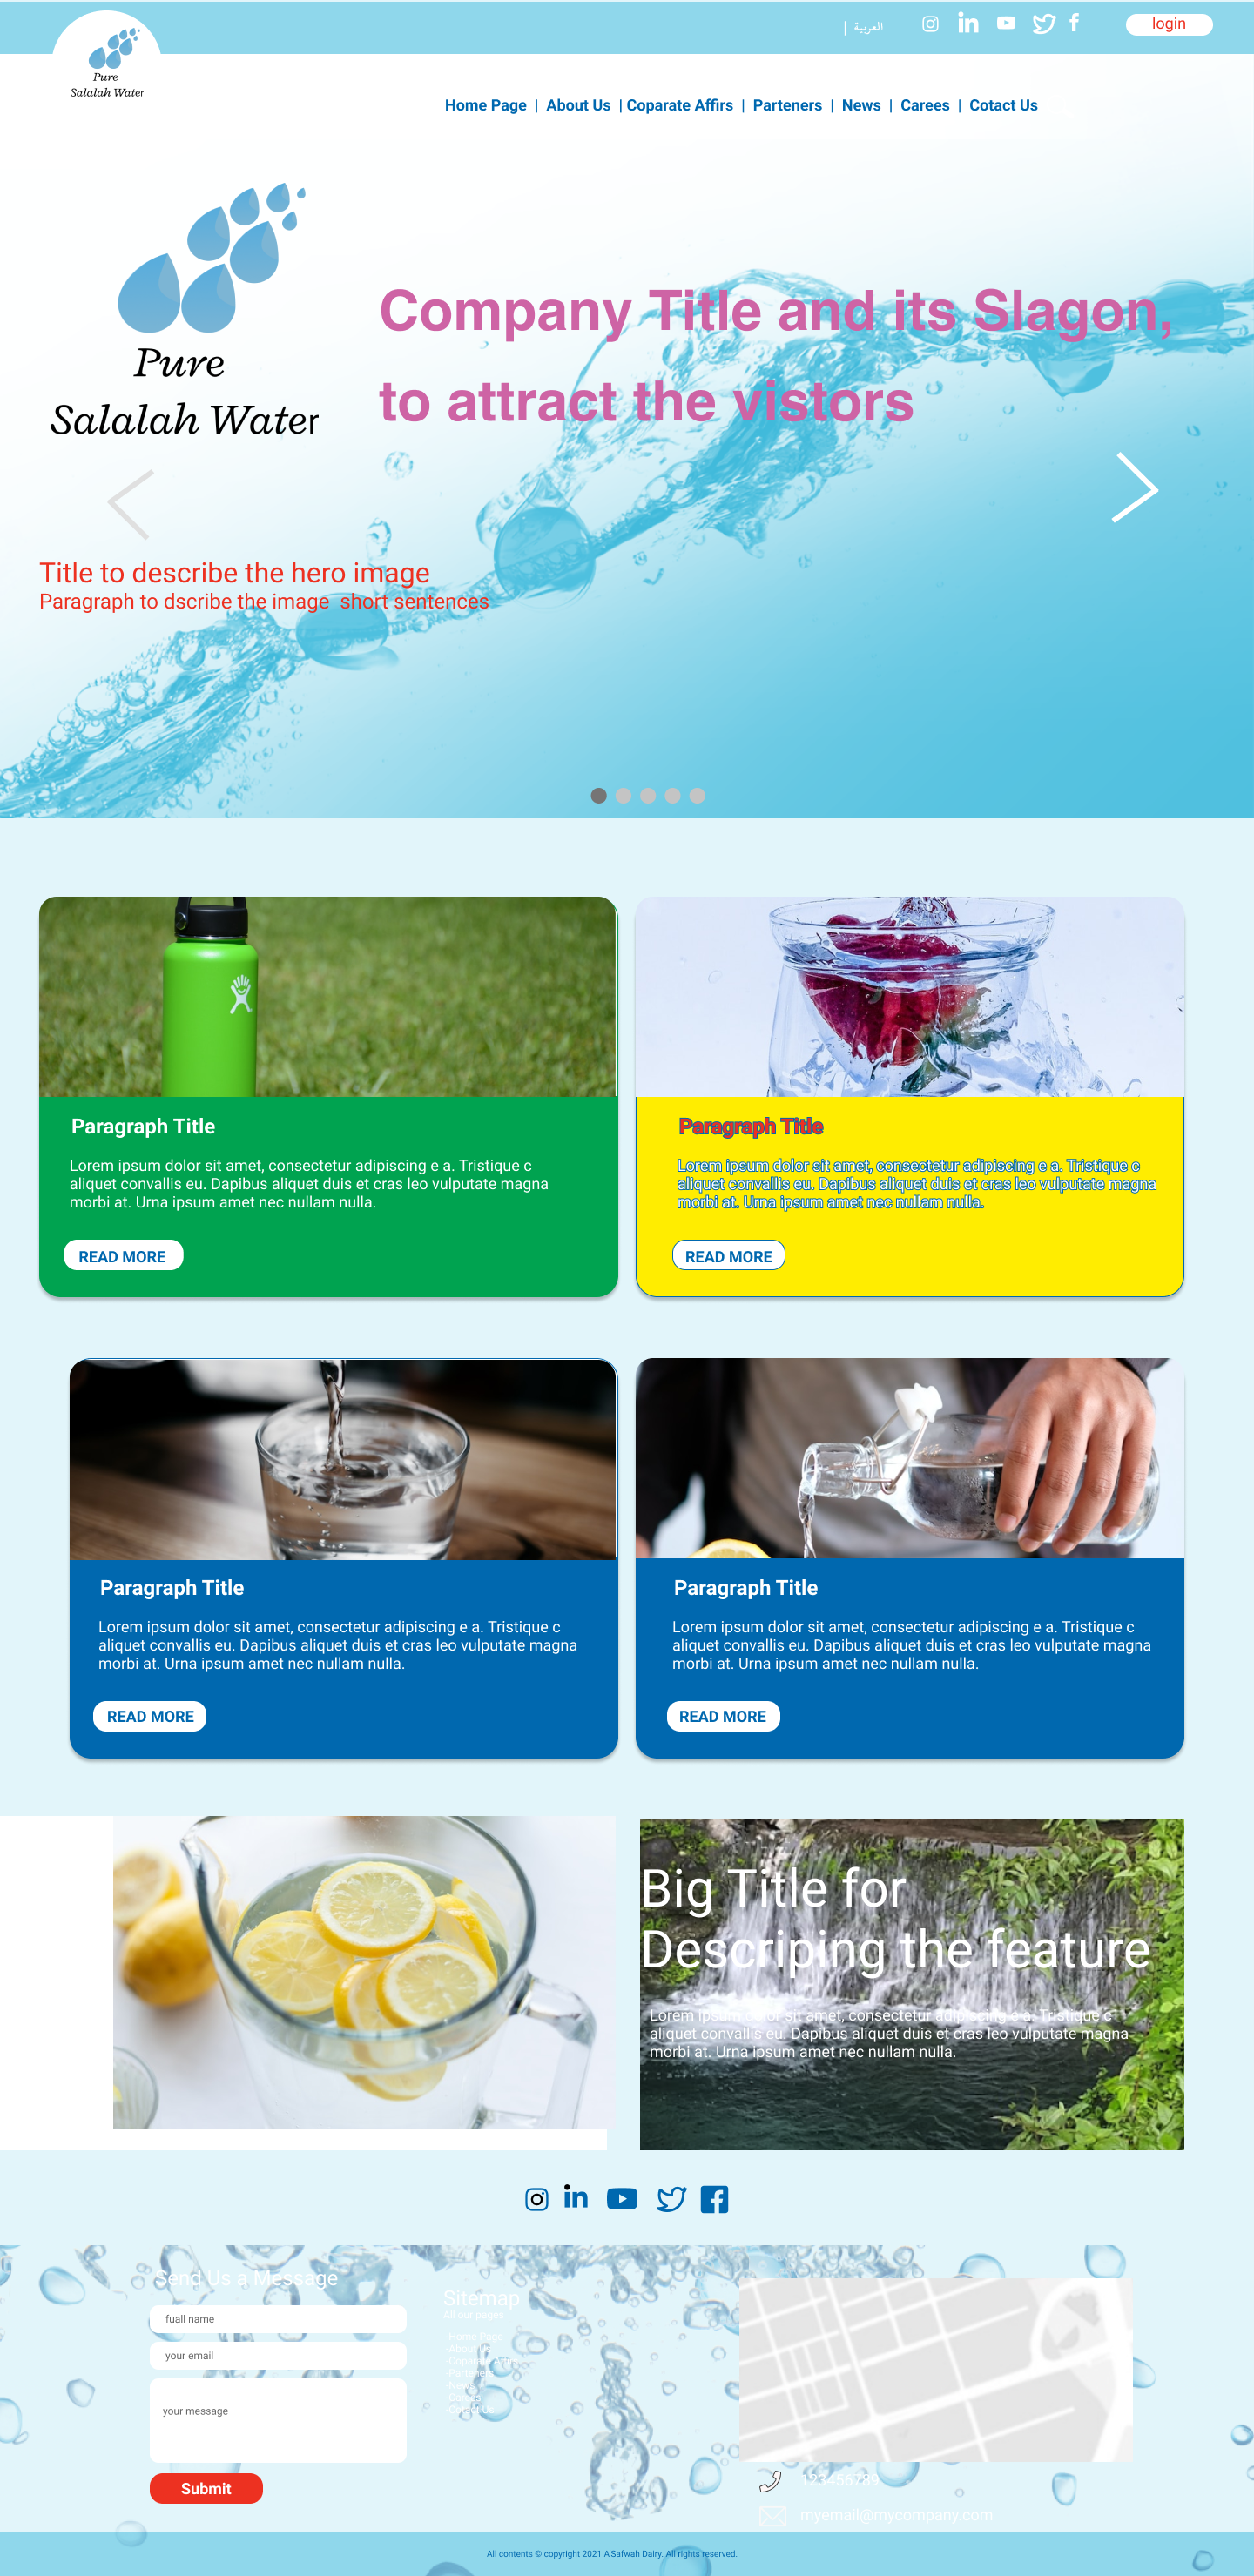 العربية |
login
Pure
Salalah Water
Home Page | About Us | Coparate Affirs | Parteners | News | Carees | Cotact Us
Company Title and its Slagon,
to attract the vistors
Pure
Salalah Water
Title to describe the hero image
Paragraph to dscribe the image short sentences
Paragraph Title
Lorem ipsum dolor sit amet, consectetur adipiscing e a. Tristique c
aliquet convallis eu. Dapibus aliquet duis et cras leo vulputate magna
morbi at. Urna ipsum amet nec nullam nulla.
READ MORE
Paragraph Title
Lorem ipsum dolor sit amet, consectetur adipiscing e a. Tristique c
aliquet convallis eu. Dapibus aliquet duis et cras leo vulputate magna
morbi at. Urna ipsum amet nec nullam nulla.
READ MORE
Paragraph Title
Lorem ipsum dolor sit amet, consectetur adipiscing e a. Tristique c
aliquet convallis eu. Dapibus aliquet duis et cras leo vulputate magna
morbi at. Urna ipsum amet nec nullam nulla.
READ MORE
Paragraph Title
Lorem ipsum dolor sit amet, consectetur adipiscing e a. Tristique c
aliquet convallis eu. Dapibus aliquet duis et cras leo vulputate magna
morbi at. Urna ipsum amet nec nullam nulla.
READ MORE
Big Title for
Descriping the feature
Lorem ipsum dolor sit amet, consectetur adipiscing e a. Tristique c
aliquet convallis eu. Dapibus aliquet duis et cras leo vulputate magna
morbi at. Urna ipsum amet nec nullam nulla.
Send Us a Message
fuall name
your email
your message
Submit
Sitemap
All our pages
-Home Page
-About Us
-Parteners
-News
123456789
myemail@mycompany.com
All contents © copyright 2021 A'Safwah Dairy. All rights reserved.